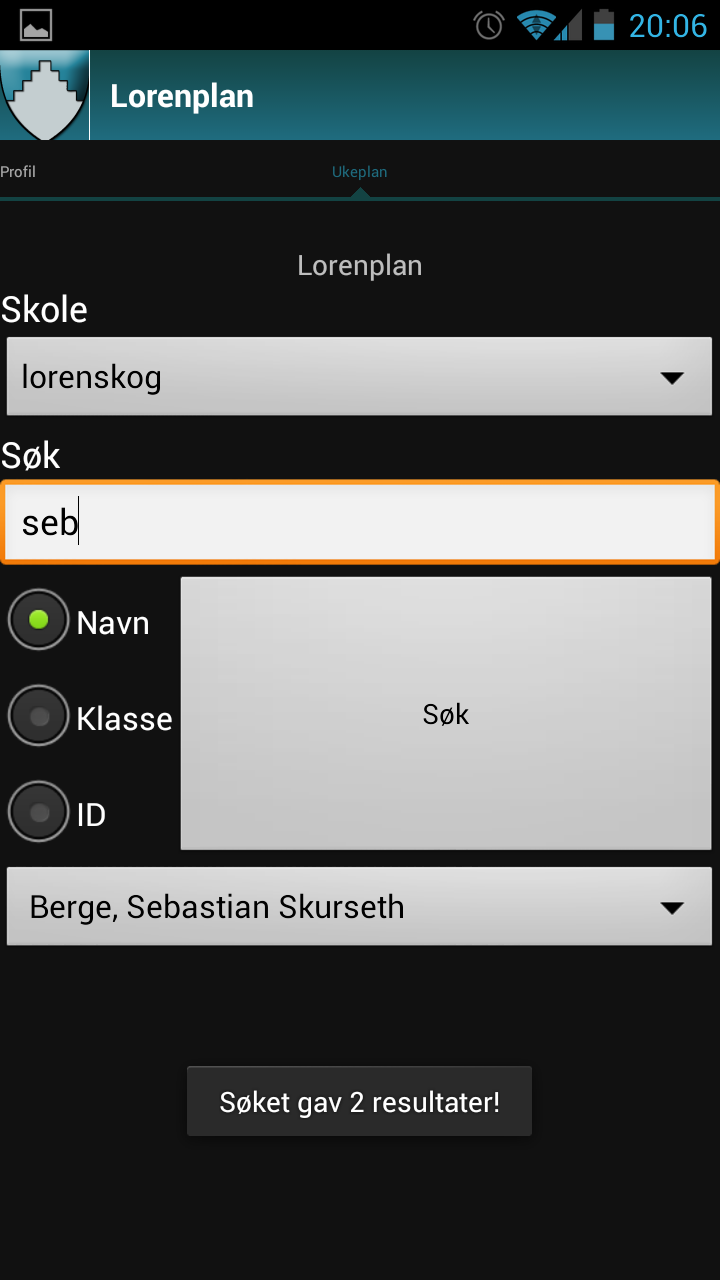 20:06
Lorenplan
Profil
Ukeplan
Lorenplan
Skole
lorenskog
Søk
seb
Navn
Klasse
ID
Søk
Berge, Sebastian Skurseth
Søket gav 2 resultater!